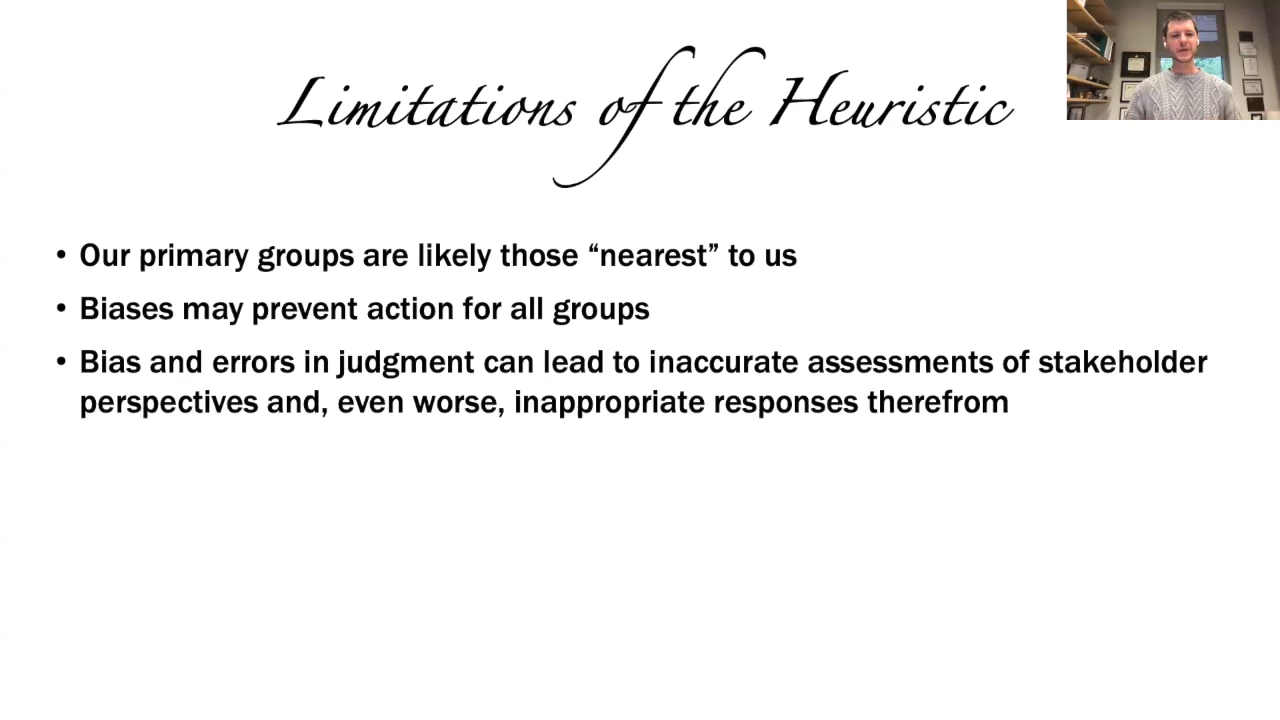 Limitations of the Heuristic
• Our primary groups are likely those “nearest” to us
• Biases may prevent action for all groups
• Bias and errors in judgment can lead to inaccurate assessments of stakeholder
perspectives and, even worse, inappropriate responses therefrom